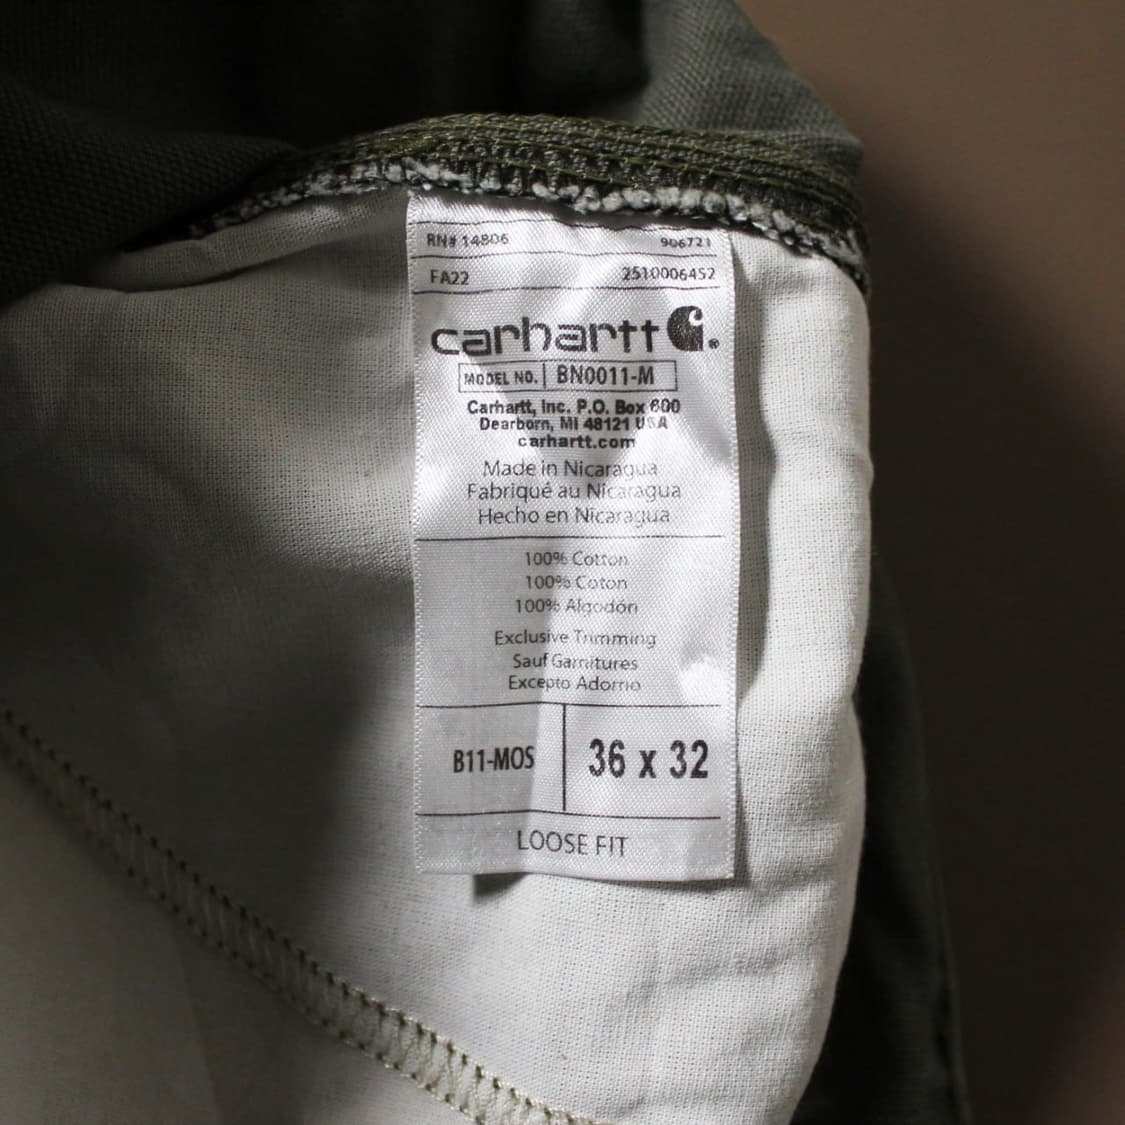 RN# 14806 906721
FA22 2510006452
carhartt
MODEL NO. BN0011-M
Carhartt, Inc. P.O. Box 600
Dearborn, MI 48121 USA
carhartt.com
Made in Nicaragua
Fabriqué au Nicaragua
Hecho en Nicaragua
100% Cotton
100% Coton
100% Algodón
Exclusive Trimming
Sauf Garnitures
Excepto Adorno
B11-MOS 36 x 32
LOOSE FIT